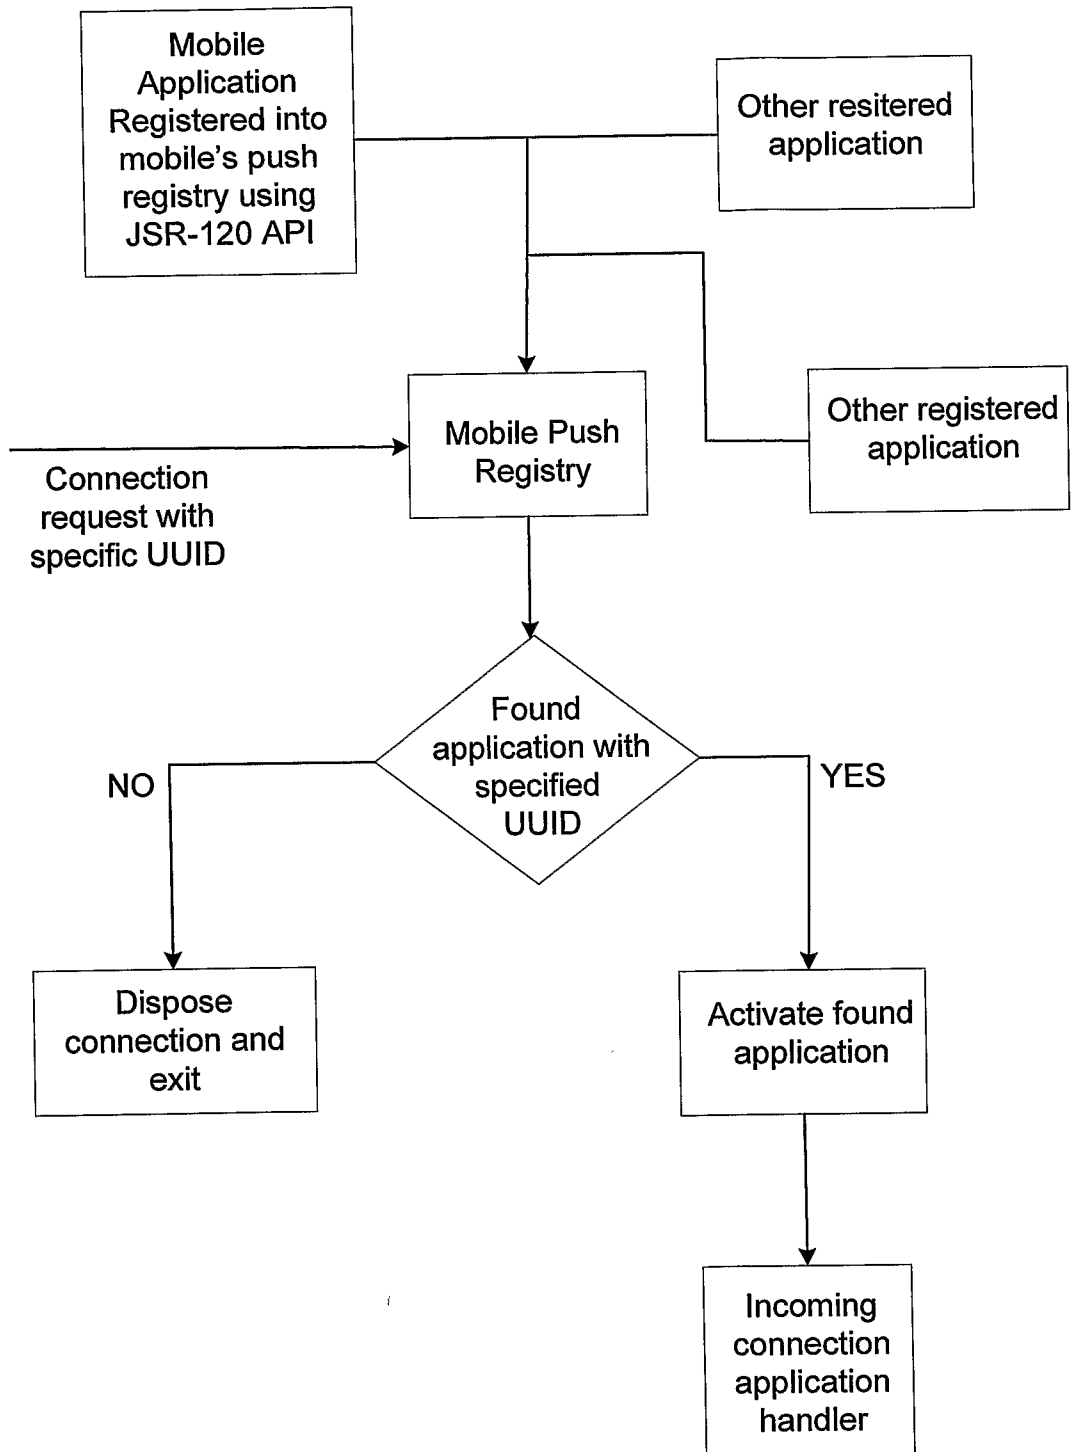 Mobile
Application
Registered into
mobile's push
registry using
JSR-120 API
Other resitered
application
Other registered
application
Mobile Push
Registry
Connection
request with
specific UUID
Found
application with
specified
UUID
NO
YES
Dispose
connection and
exit
Activate found
application
Incoming
connection
application
handler